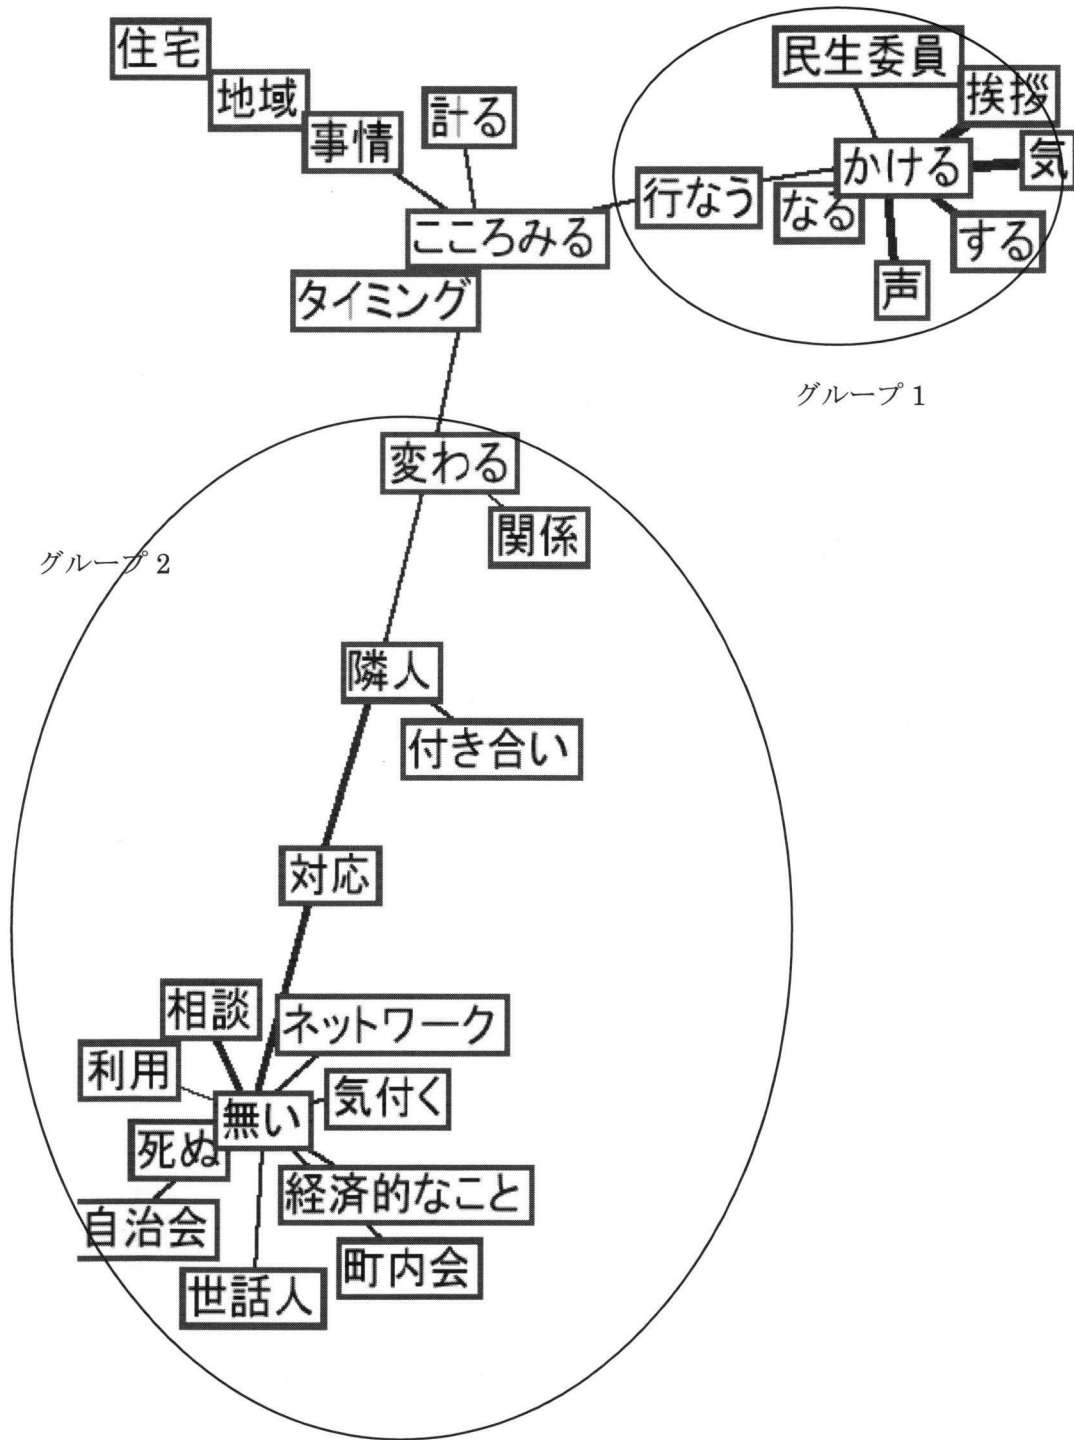 住宅
民生委員
地域
計る
挨拶
事情
かける
気
行なう
なる
こころみる
する
タイミング
声
グループ 1
変わる
関係
グループ 2
隣人
付き合い
対応
相談
ネットワーク
利用
気付く
無い
死ぬ
経済的なこと
自治会
町内会
世話人